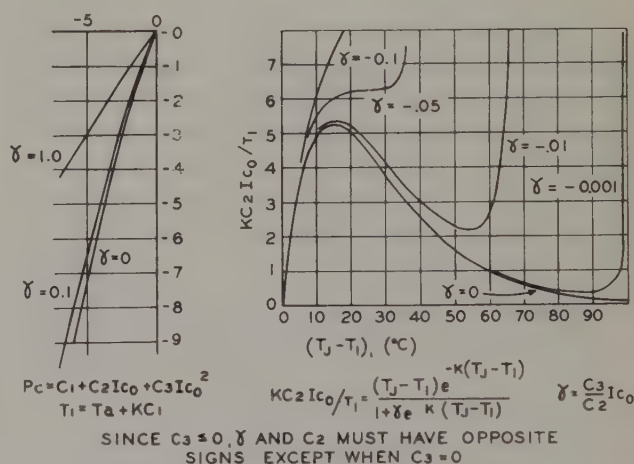 -5 0
-0
-1
-2
-3
-4
-5
-6
-7
-8
-9
γ=1.0
γ=0
γ=0.1
7
6
5
4
3
2
1
0
KC2Ic0/T1
γ=-0.1
γ=-.05
γ=-.01
γ=-0.001
γ=0
0 10 20 30 40 50 60 70 80 90
(TJ-T1), (°C)
Pc=C1+C2Ic0+C3Ic0²
T1=Ta+KC1
KC2Ic0/T1 = (TJ-T1)e^-K(TJ-T1) / 1+γe^K(TJ-T1)
γ=C3/C2 Ic0
SINCE C3≤0, γ AND C2 MUST HAVE OPPOSITE
SIGNS EXCEPT WHEN C3=0